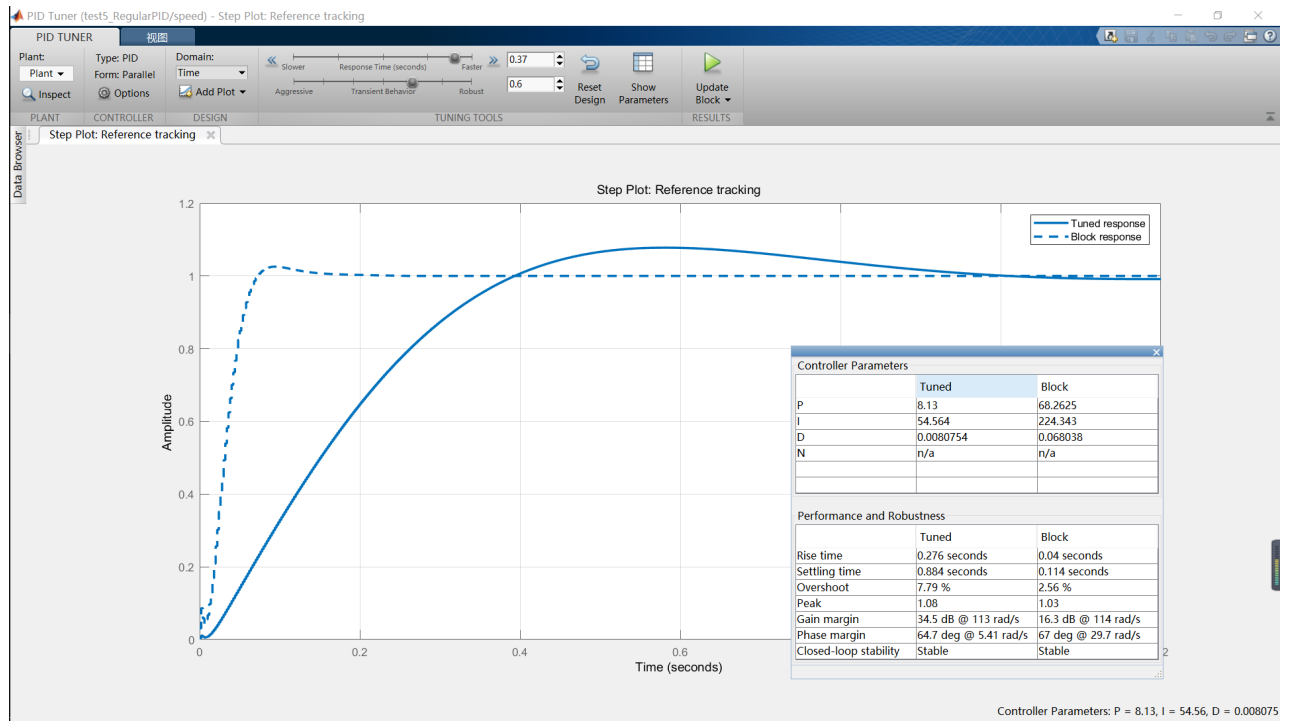 PID Tuner (test5_RegularPID/speed) - Step Plot: Reference tracking
PID TUNER 视图
Plant: Type: PID Domain:
Plant Form: Parallel Time
Inspect Options Add Plot
Slower Response Time (seconds) Faster 0.37
Aggressive Transient Behavior Robust 0.6
Reset Design Show Parameters Update Block
PLANT CONTROLLER DESIGN TUNING TOOLS RESULTS
Step Plot: Reference tracking
Data Browser
Step Plot: Reference tracking
1.2
1
0.8
0.6
0.4
0.2
0
Amplitude
Tuned response
Block response
0 0.2 0.4 0.6 2
Time (seconds)
Controller Parameters
Tuned Block
P 8.13 68.2625
I 54.564 224.343
D 0.0080754 0.068038
N n/a n/a
Performance and Robustness
Tuned Block
Rise time 0.276 seconds 0.04 seconds
Settling time 0.884 seconds 0.114 seconds
Overshoot 7.79 % 2.56 %
Peak 1.08 1.03
Gain margin 34.5 dB @ 113 rad/s 16.3 dB @ 114 rad/s
Phase margin 64.7 deg @ 5.41 rad/s 67 deg @ 29.7 rad/s
Closed-loop stability Stable Stable
Controller Parameters: P = 8.13, I = 54.56, D = 0.008075